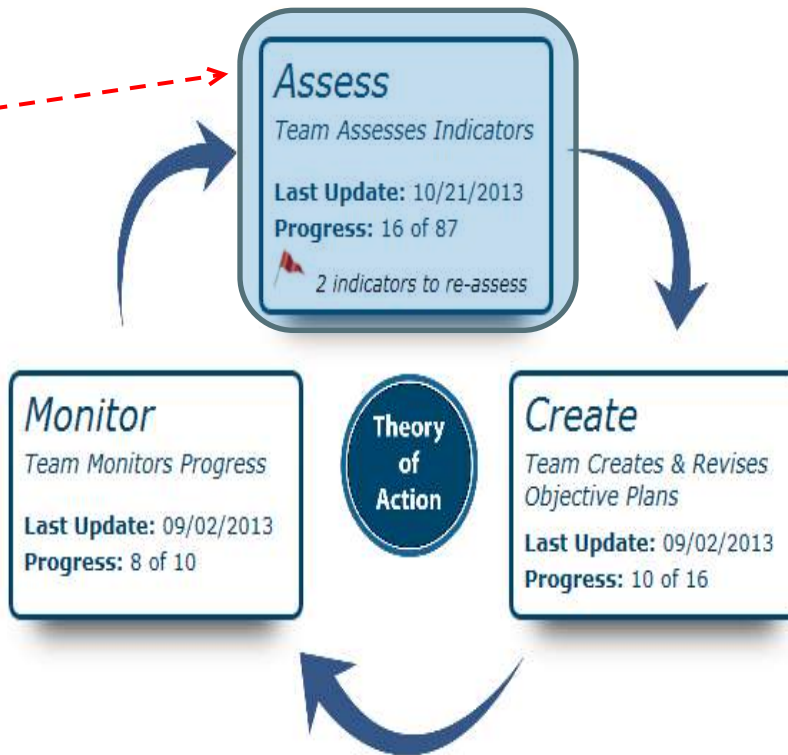 Assess
Team Assesses Indicators
Last Update: 10/21/2013
Progress: 16 of 87
2 indicators to re-assess
Monitor
Team Monitors Progress
Last Update: 09/02/2013
Progress: 8 of 10
Theory
of
Action
Create
Team Creates & Revises
Objective Plans
Last Update: 09/02/2013
Progress: 10 of 16